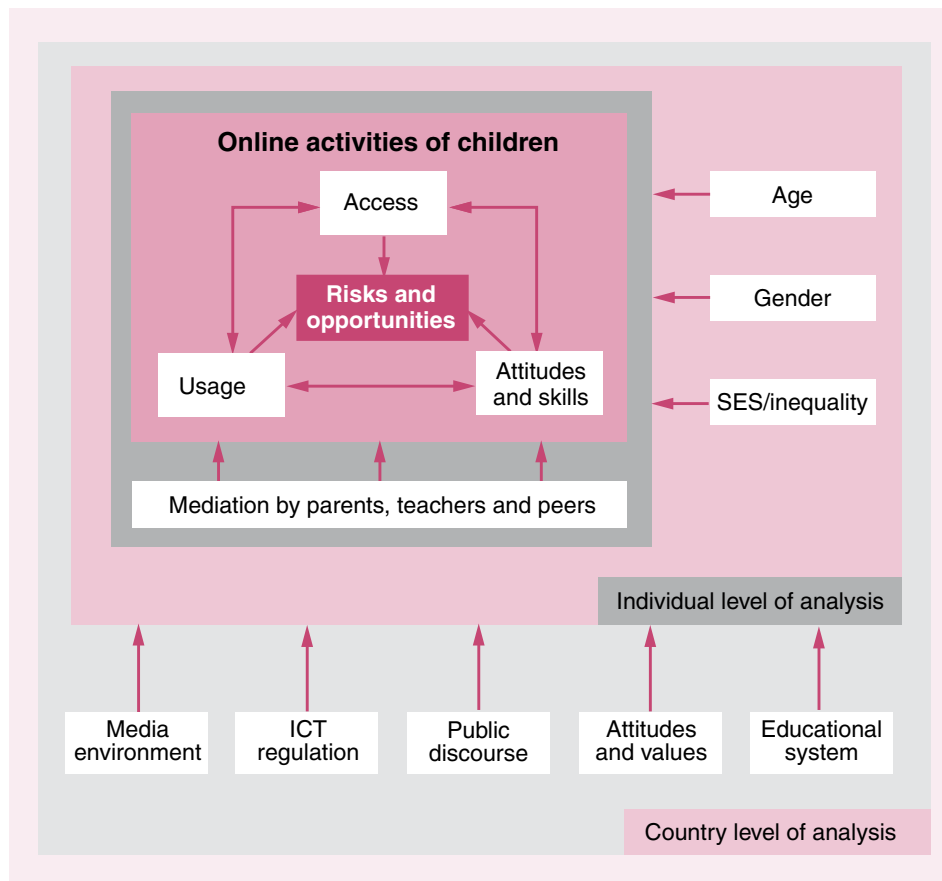 Online activities of children
Access
Age
Risks and
opportunities
Gender
Usage
Attitudes
and skills
SES/inequality
Mediation by parents, teachers and peers
Individual level of analysis
Media
environment
ICT
regulation
Public
discourse
Attitudes
and values
Educational
system
Country level of analysis